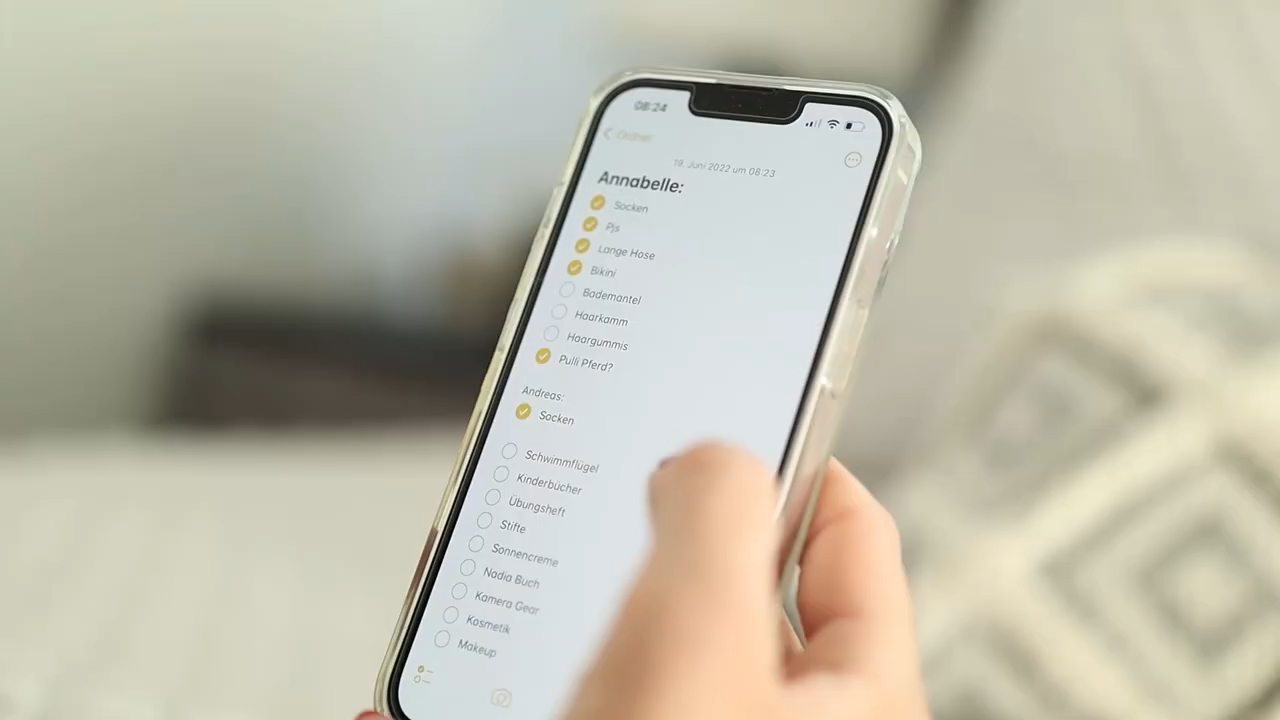 08:24
Ordner
19. Juni 2022 um 08:23
Annabelle:
Socken
Pjs
Lange Hose
Bikini
Bademantel
Haarkamm
Haargummis
Pulli Pferd?
Andreas:
Socken
Schwimmflügel
Kinderbücher
Übungsheft
Stifte
Sonnencreme
Nadia Buch
Kamera Gear
Kosmetik
Makeup